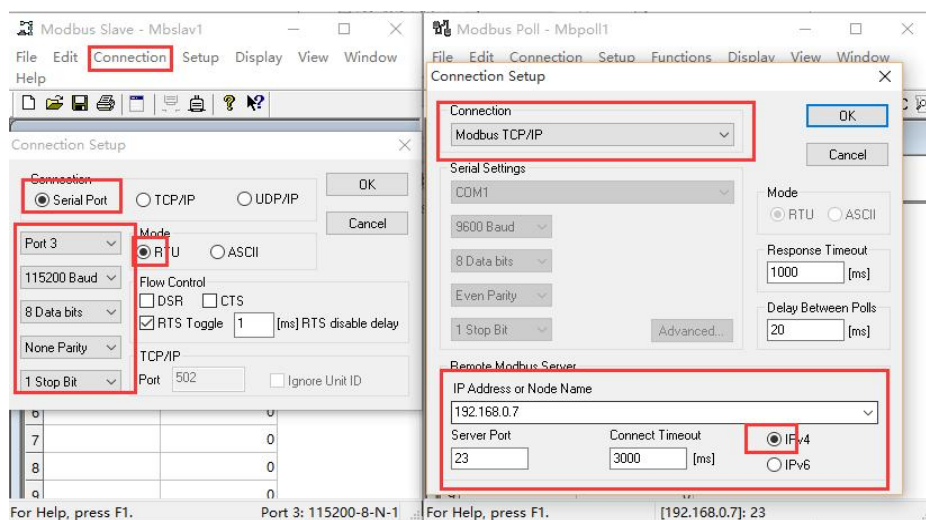 Modbus Slave - Mbslav1
File Edit Connection Setup Display View Window
Help
Connection Setup
Connection
Serial Port
TCP/IP
UDP/IP
OK
Cancel
Port 3
115200 Baud
8 Data bits
None Parity
1 Stop Bit
Mode
RTU
ASCII
Flow Control
DSR
CTS
RTS Toggle
1
[ms] RTS disable delay
TCP/IP
Port
502
Ignore Unit ID
6 0
7 0
8 0
9 0
For Help, press F1.
Port 3: 115200-8-N-1
Modbus Poll - Mbpoll1
File Edit Connection Setup Functions Display View Window
Connection Setup
Connection
Modbus TCP/IP
OK
Cancel
Serial Settings
COM1
9600 Baud
8 Data bits
Even Parity
1 Stop Bit
Advanced...
Mode
RTU
ASCII
Response Timeout
1000
[ms]
Delay Between Polls
20
[ms]
Remote Modbus Server
IP Address or Node Name
192.168.0.7
Server Port
23
Connect Timeout
3000
[ms]
IPv4
IPv6
For Help, press F1.
[192.168.0.7]: 23